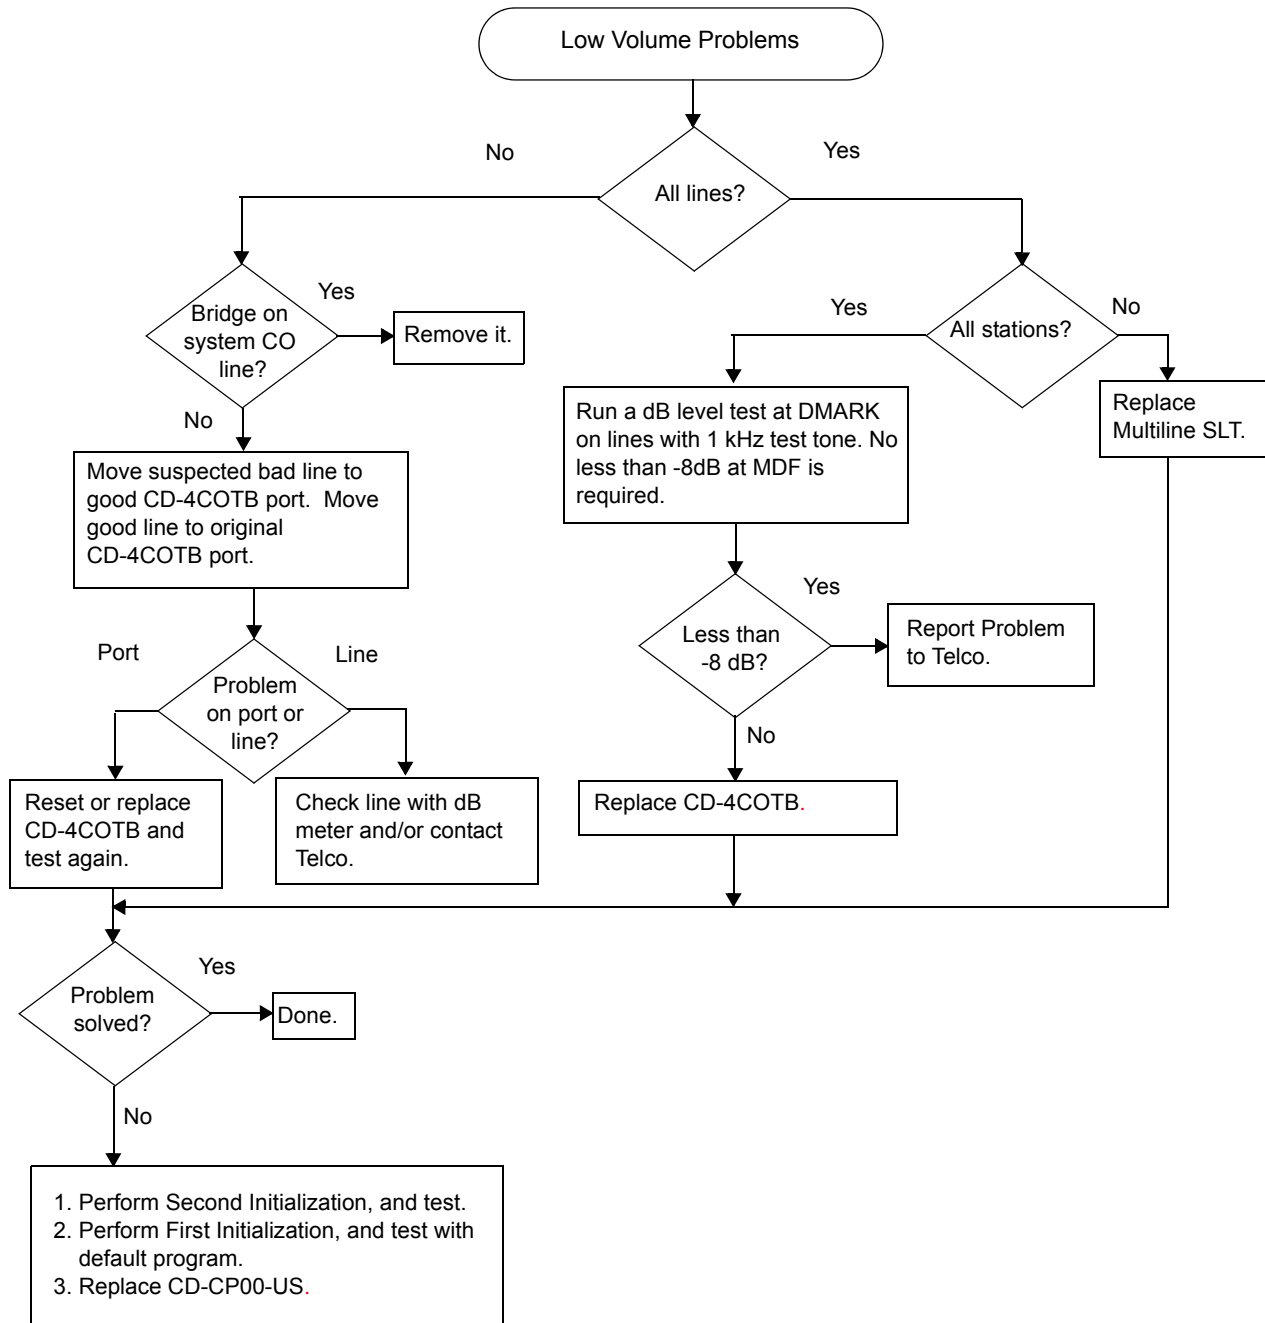 Low Volume Problems
No
Yes
All lines?
Bridge on
system CO
line?
Yes
Remove it.
No
Yes
All stations?
No
Replace
Multiline SLT.
Run a dB level test at DMARK
on lines with 1 kHz test tone. No
less than -8dB at MDF is
required.
Move suspected bad line to
good CD-4COTB port.  Move
good line to original
CD-4COTB port.
Less than
-8 dB?
Yes
Report Problem
to Telco.
No
Replace CD-4COTB.
Port
Line
Problem
on port or
line?
Reset or replace
CD-4COTB and
test again.
Check line with dB
meter and/or contact
Telco.
Problem
solved?
Yes
Done.
No
1. Perform Second Initialization, and test.
2. Perform First Initialization, and test with
default program.
3. Replace CD-CP00-US.